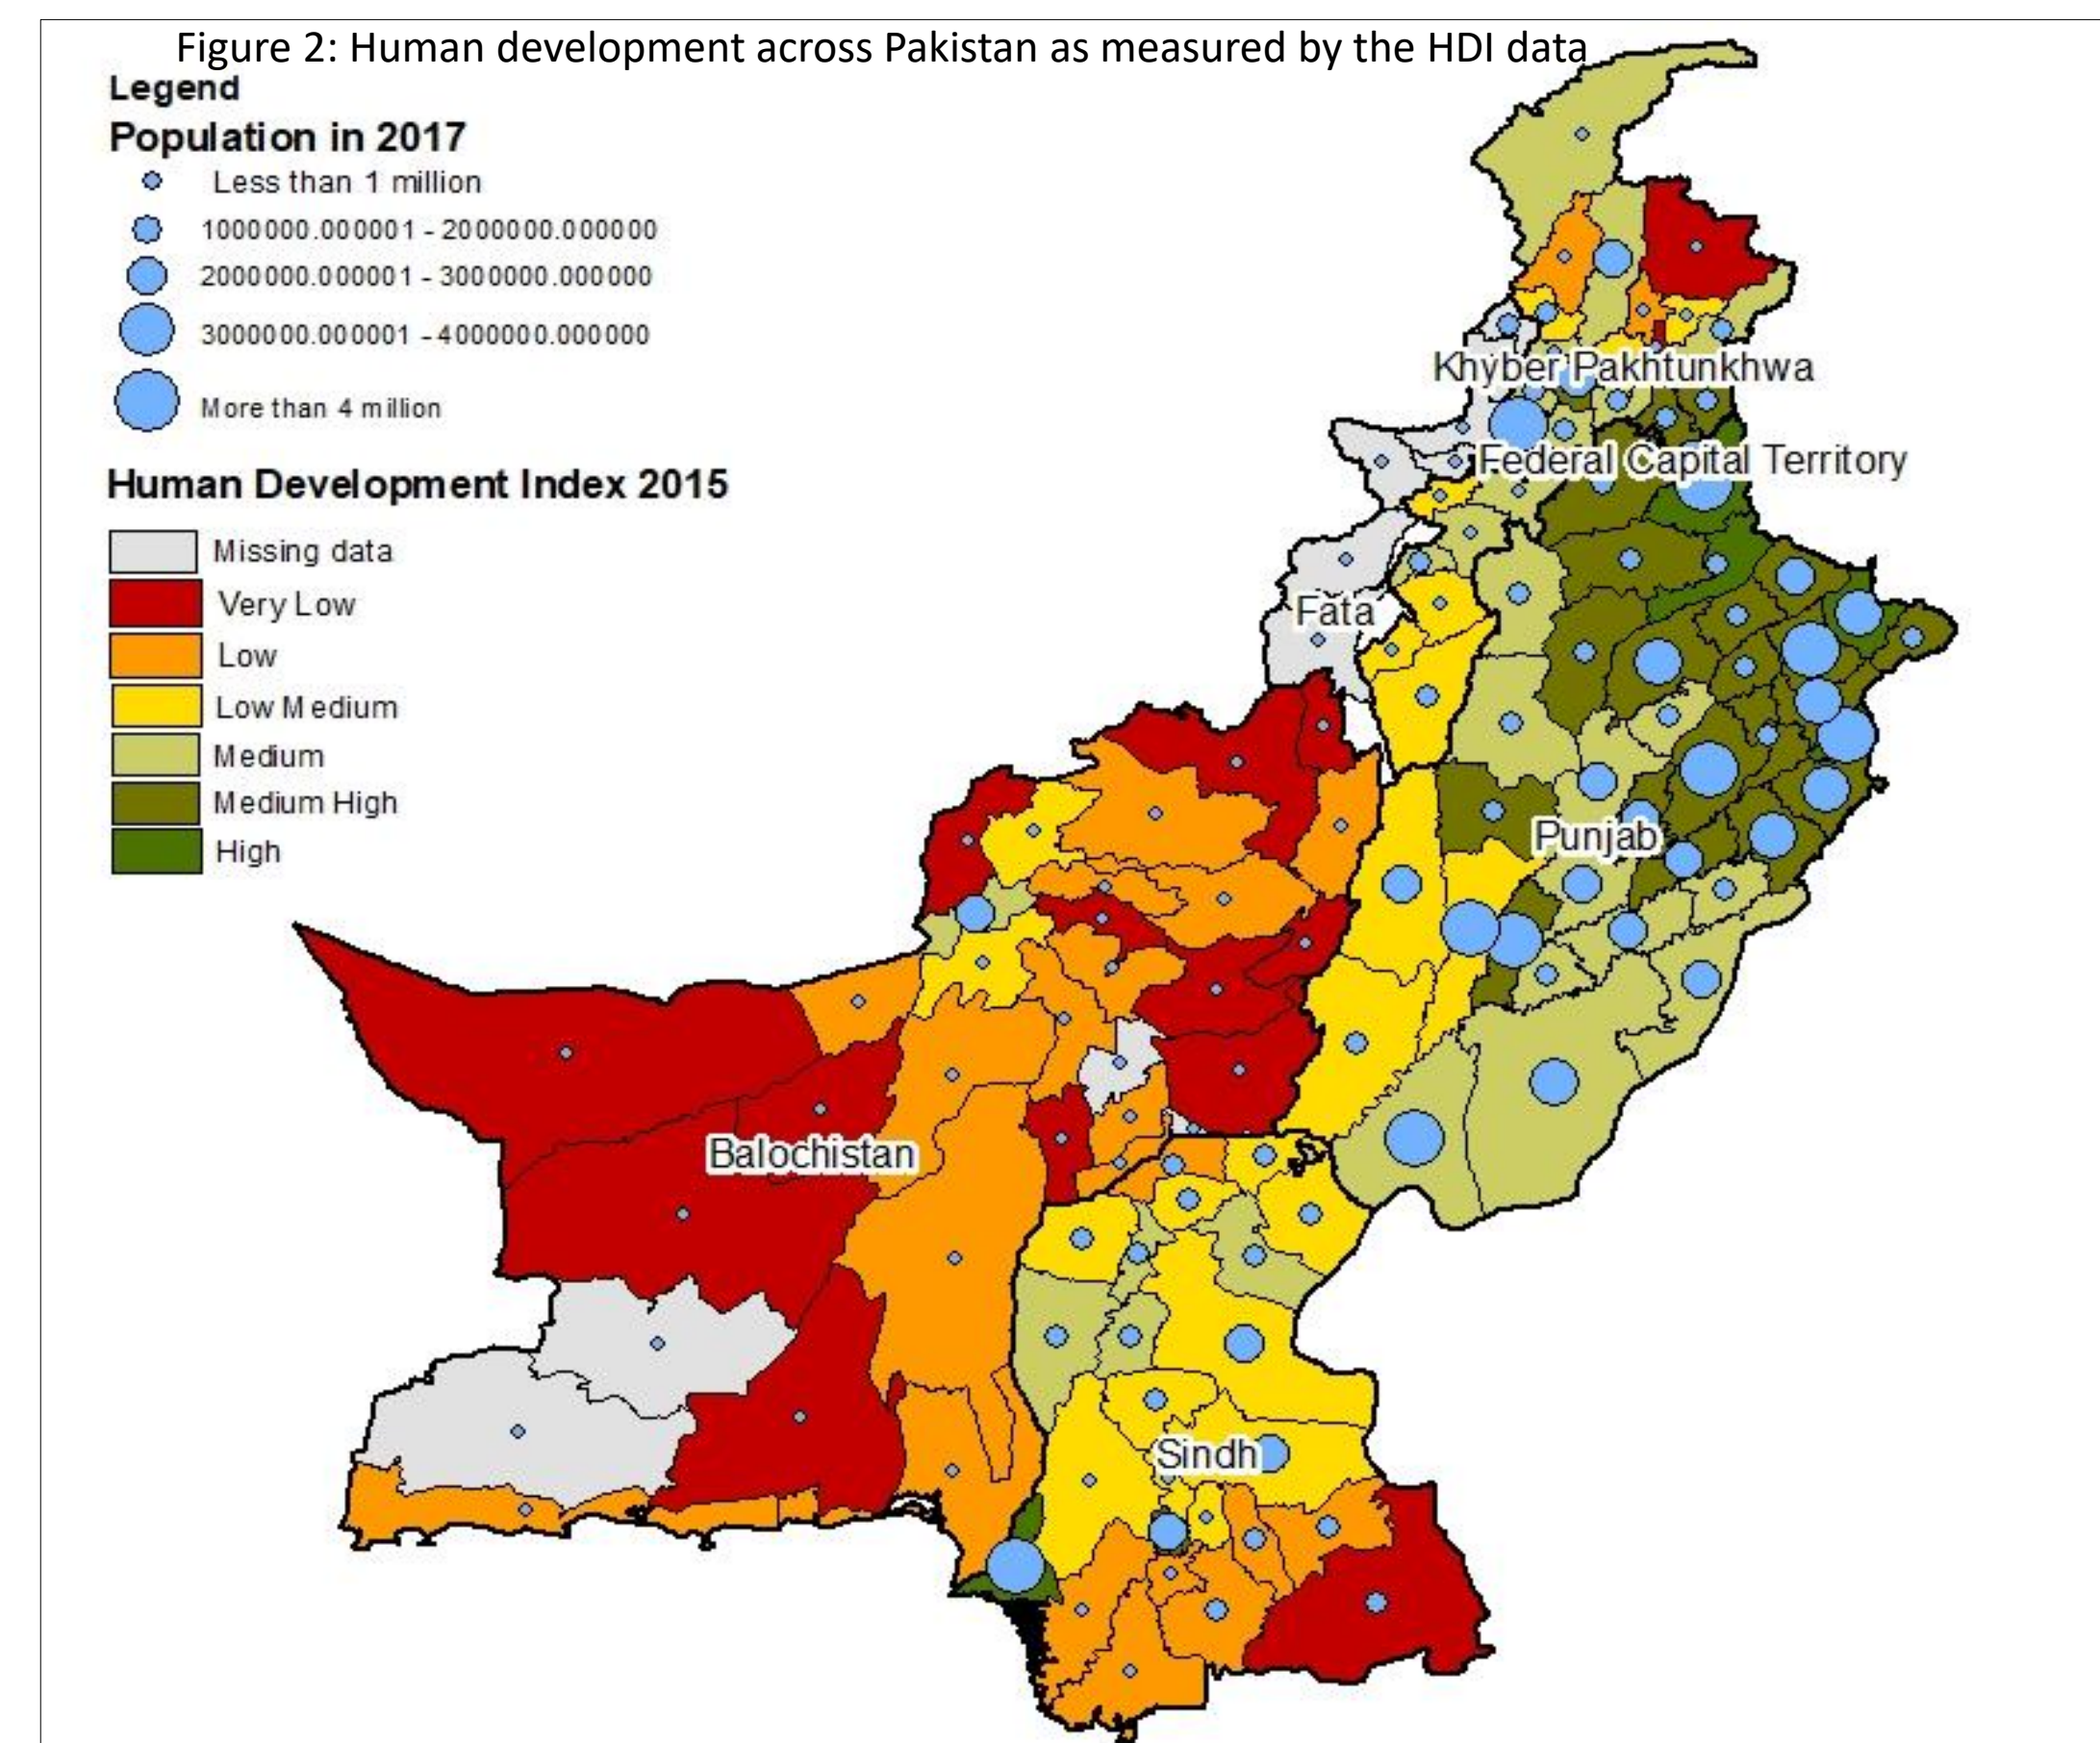 Figure 2: Human development across Pakistan as measured by the HDI data
Legend
Population in 2017
Less than 1 million
1000000.000001 - 2000000.000000
2000000.000001 - 3000000.000000
3000000.000001 - 4000000.000000
More than 4 million
Human Development Index 2015
Missing data
Very Low
Low
Low Medium
Medium
Medium High
High
Khyber Pakhtunkhwa
Federal Capital Territory
Fata
Punjab
Balochistan
Sindh